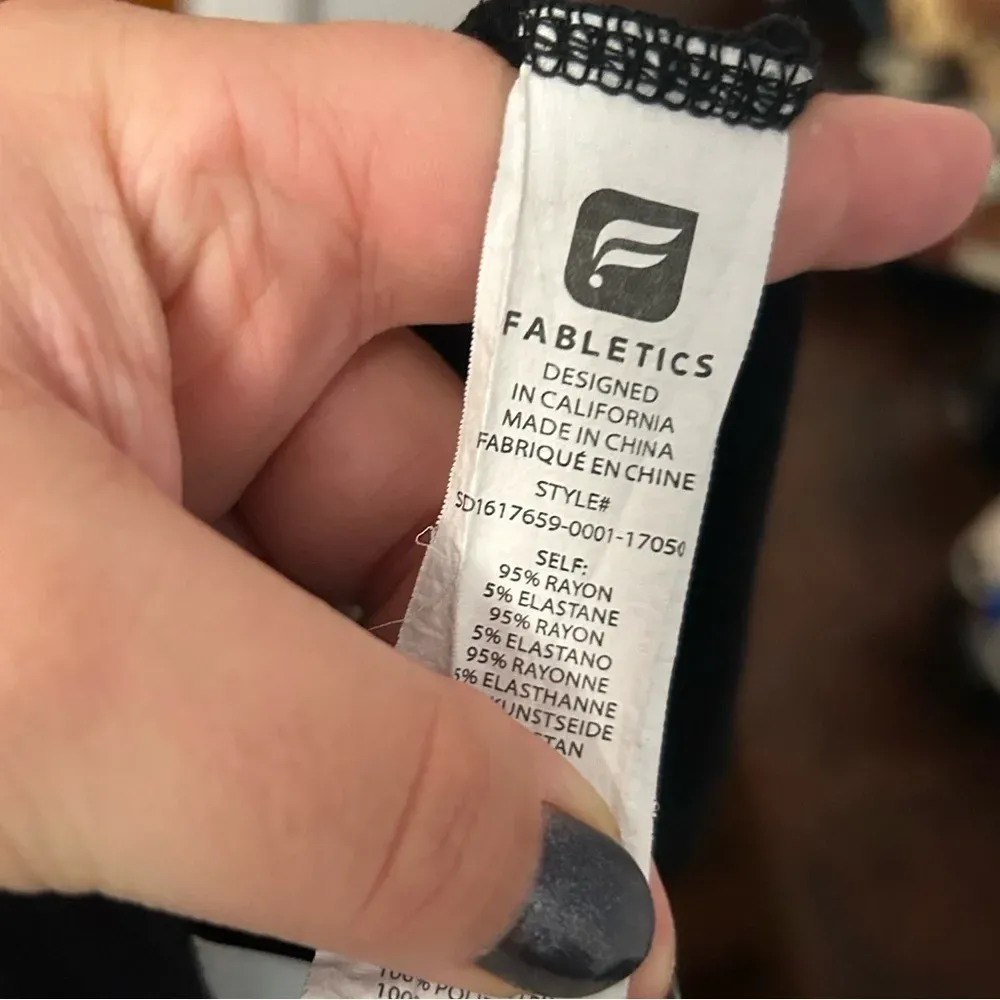 FABLETICS
DESIGNED
IN CALIFORNIA
MADE IN CHINA
FABRIQUÉ EN CHINE
STYLE#
SD1617659-0001-17050
SELF:
95% RAYON
5% ELASTANE
95% RAYON
5% ELASTANO
95% RAYONNE
5% ELASTHANNE
KUNSTSEIDE
100%